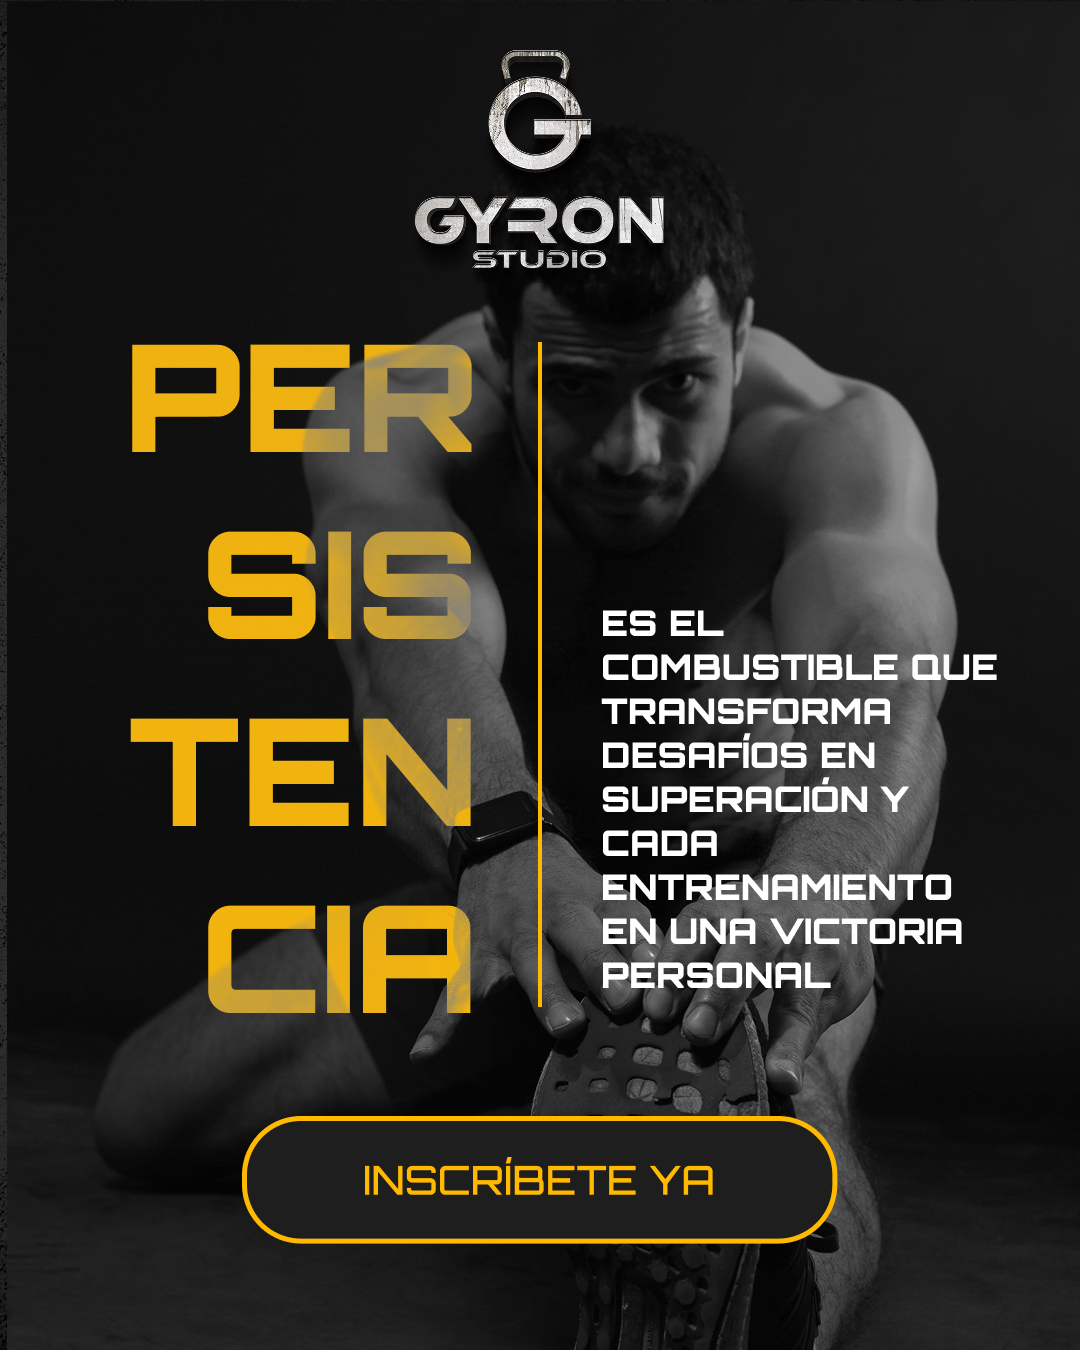 GYRON
STUDIO
PER
SIS
TEN
CIA
ES EL
COMBUSTIBLE QUE
TRANSFORMA
DESAFÍOS EN
SUPERACIÓN Y
CADA
ENTRENAMIENTO
EN UNA VICTORIA
PERSONAL
INSCRÍBETE YA